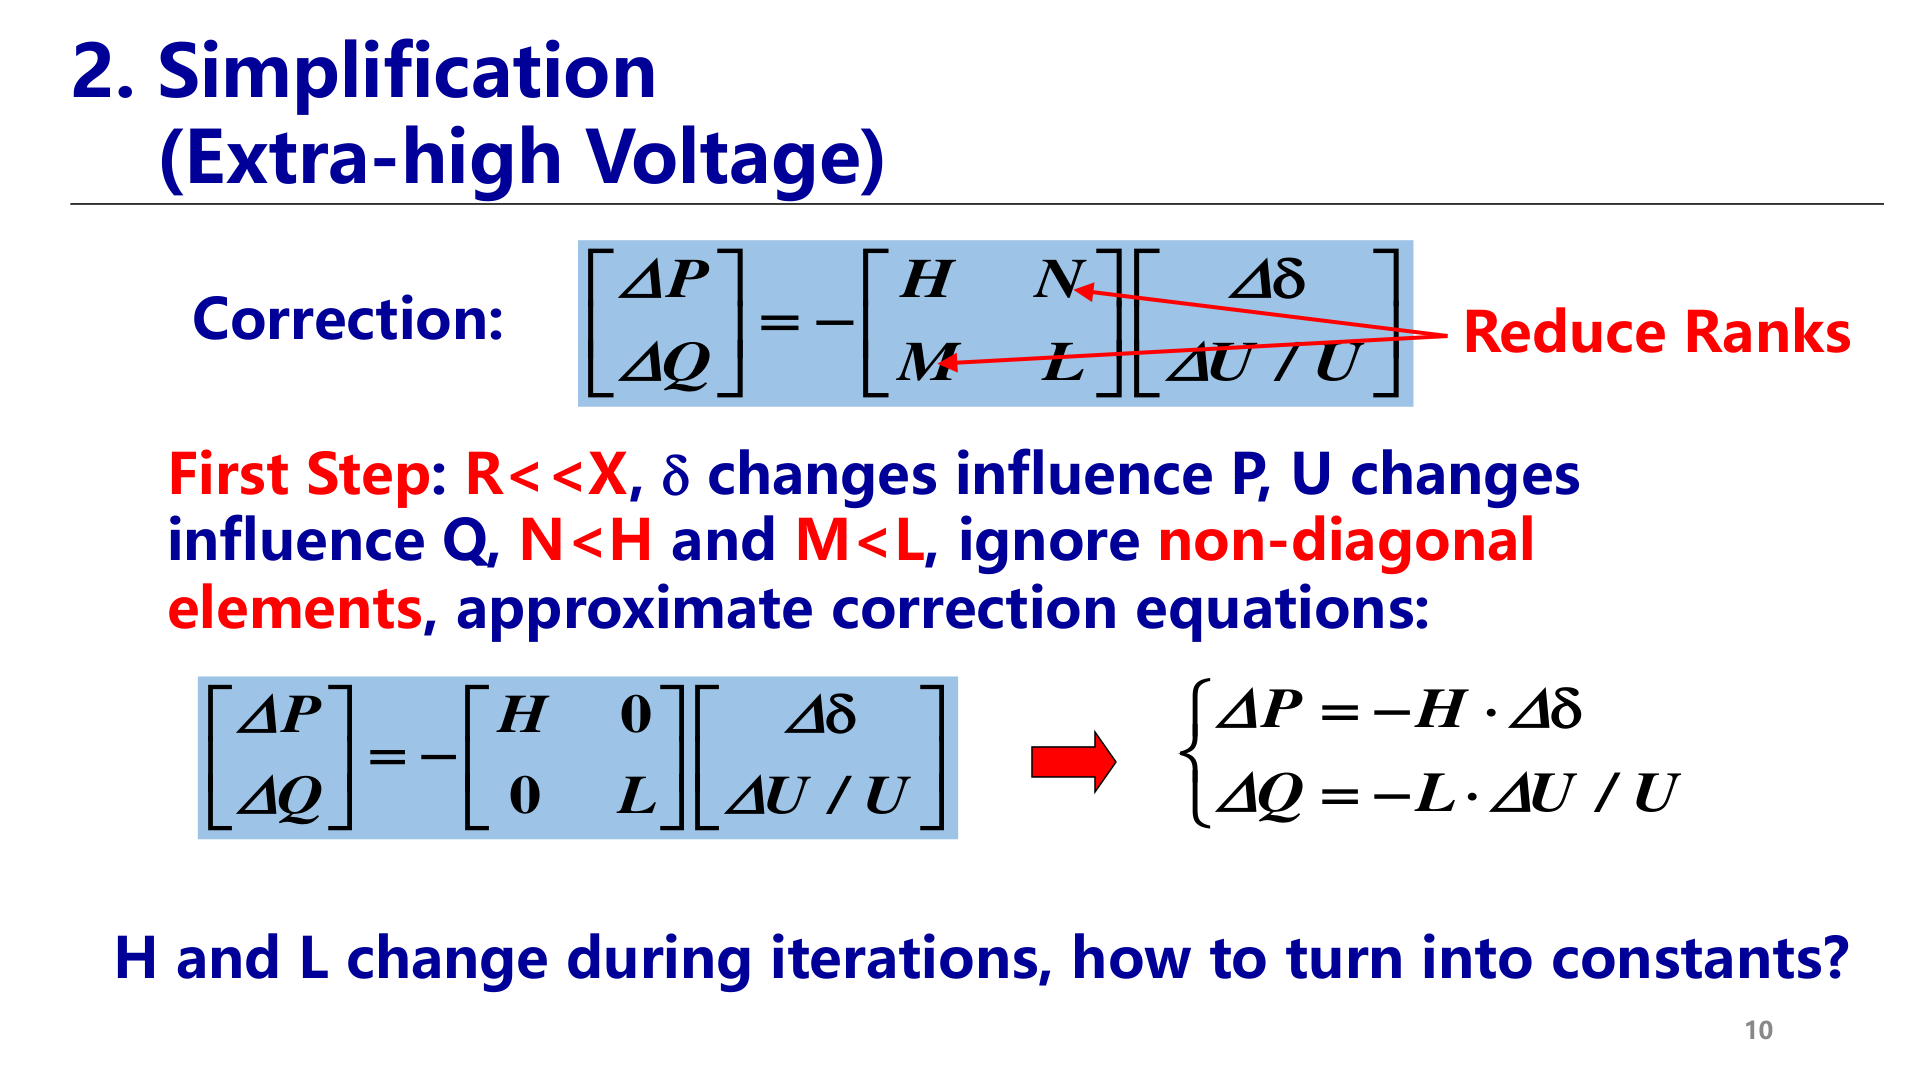 2. Simplification
(Extra-high Voltage)
Correction:
[ΔP ΔQ] = − [H N M L] [Δδ ΔU / U]
Reduce Ranks
First Step: R<<X, δ changes influence P, U changes
influence Q, N<H and M<L, ignore non-diagonal
elements, approximate correction equations:
[ΔP ΔQ] = − [H 0 0 L] [Δδ ΔU / U]
ΔP = −H · Δδ
ΔQ = −L · ΔU / U
H and L change during iterations, how to turn into constants?
10